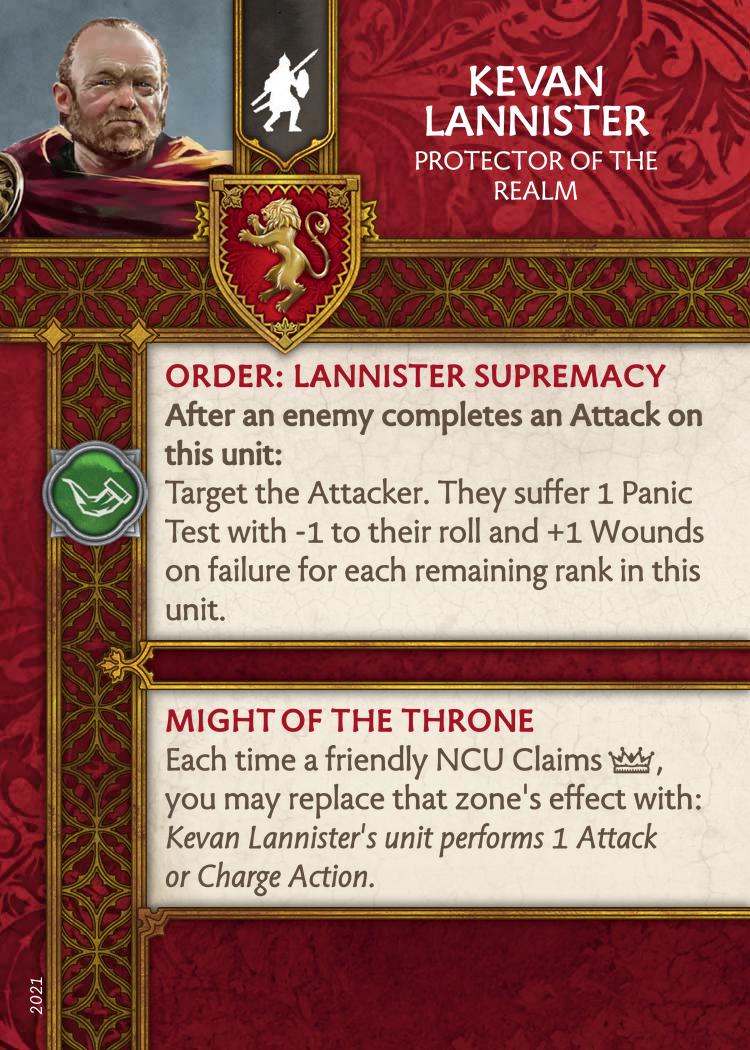 KEVAN
LANNISTER
PROTECTOR OF THE
REALM
ORDER: LANNISTER SUPREMACY
After an enemy completes an Attack on
this unit:
Target the Attacker. They suffer 1 Panic
Test with -1 to their roll and +1 Wounds
on failure for each remaining rank in this
unit.
MIGHT OF THE THRONE
Each time a friendly NCU Claims ,
you may replace that zone's effect with:
Kevan Lannister's unit performs 1 Attack
or Charge Action.
2021